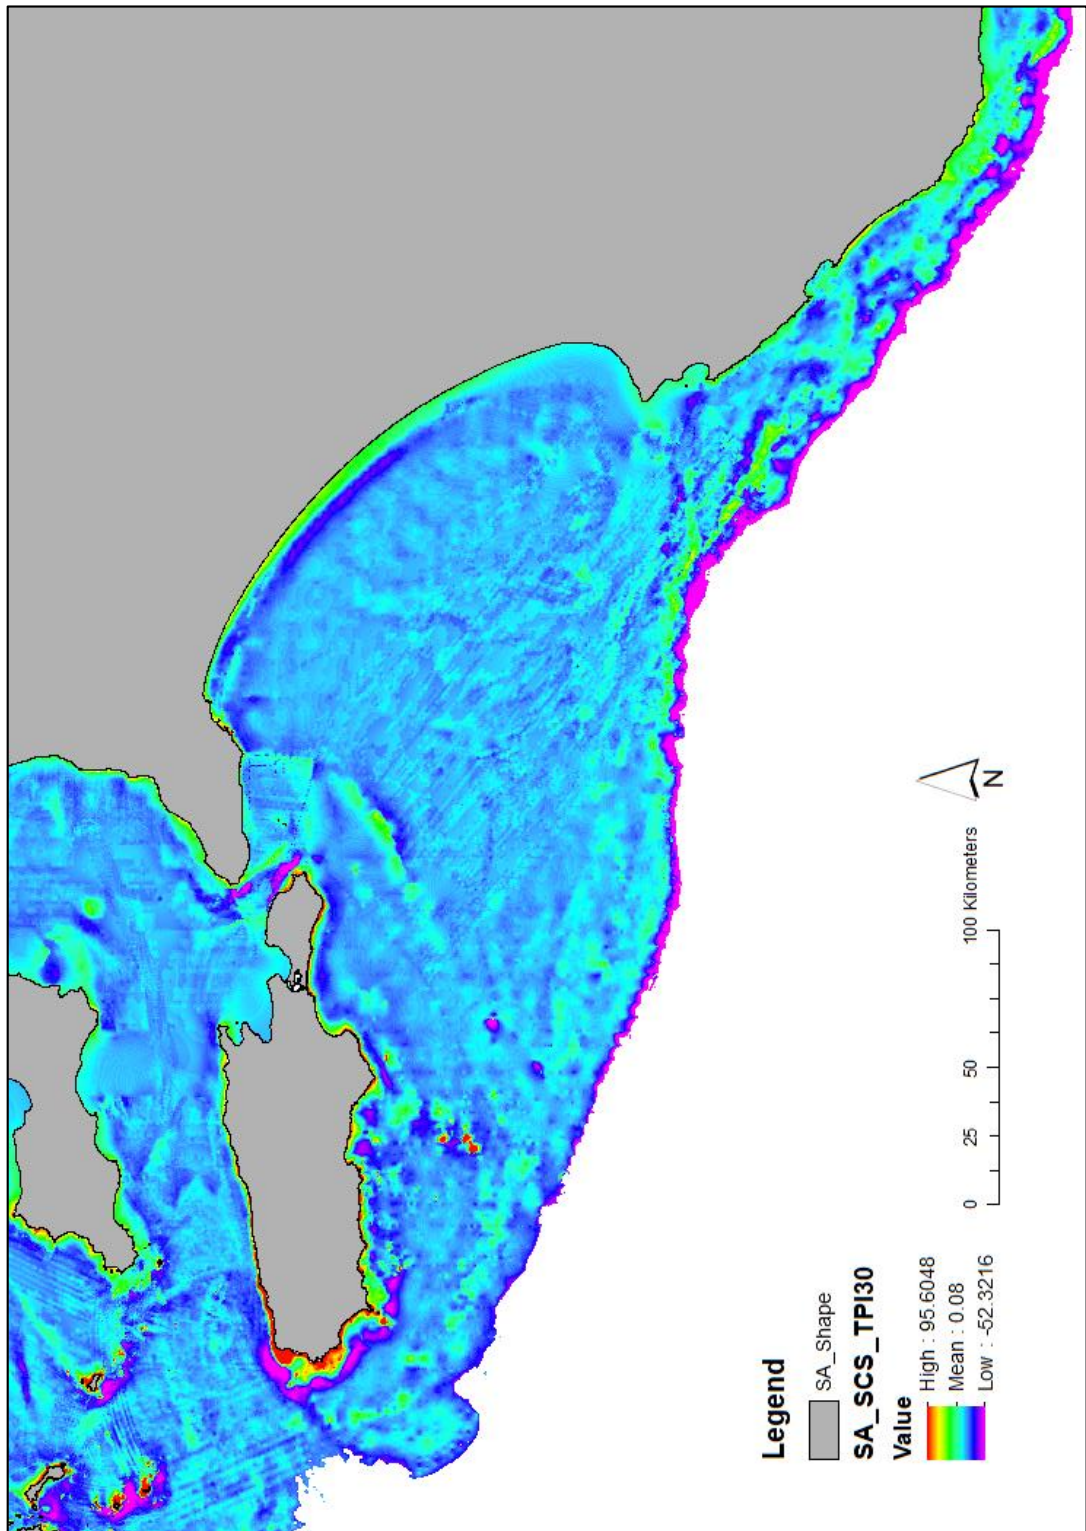 Legend
SA_Shape
SA_SCS_TPI30
Value
High : 95.6048
Mean : 0.08
Low : -52.3216
0 25 50 100 Kilometers
N